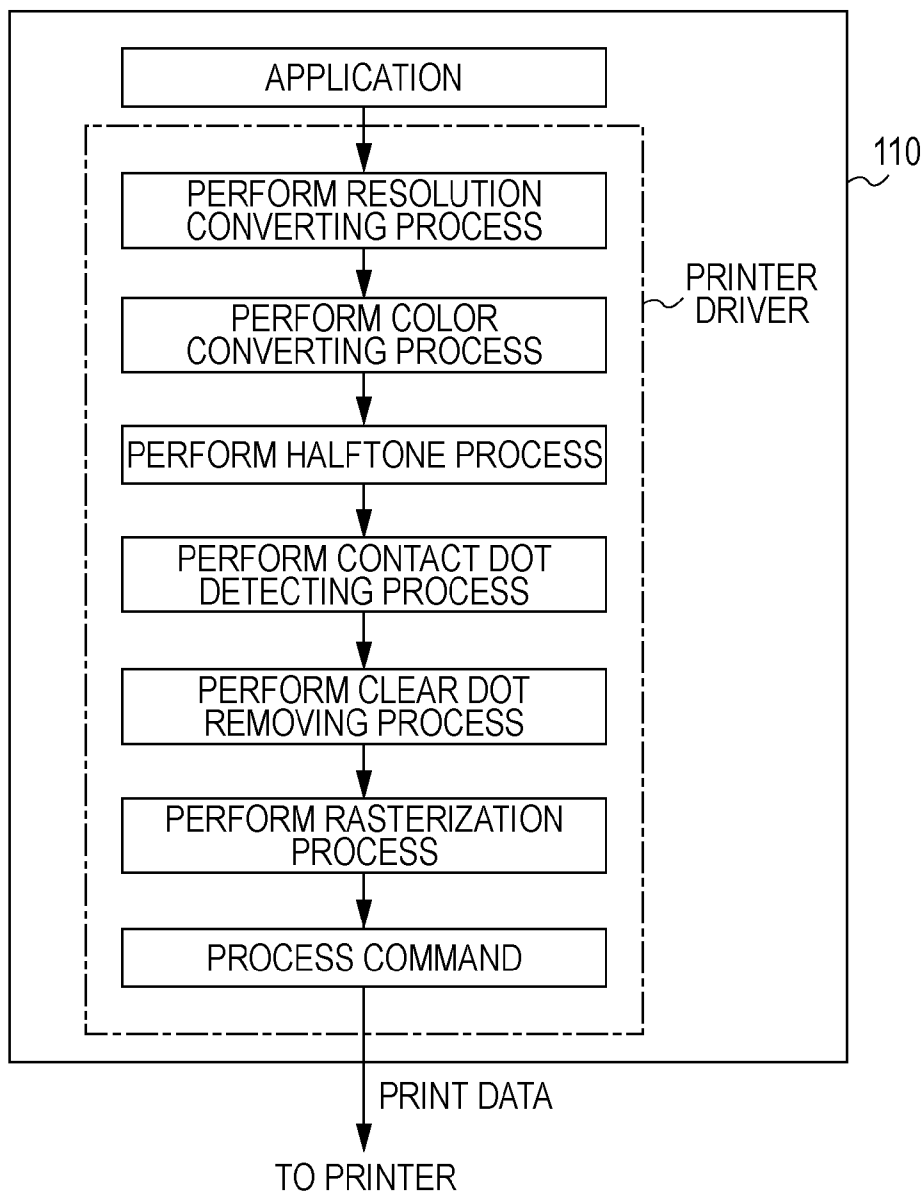 APPLICATION
110
PERFORM RESOLUTION
CONVERTING PROCESS
PRINTER
DRIVER
PERFORM COLOR
CONVERTING PROCESS
PERFORM HALFTONE PROCESS
PERFORM CONTACT DOT
DETECTING PROCESS
PERFORM CLEAR DOT
REMOVING PROCESS
PERFORM RASTERIZATION
PROCESS
PROCESS COMMAND
PRINT DATA
TO PRINTER